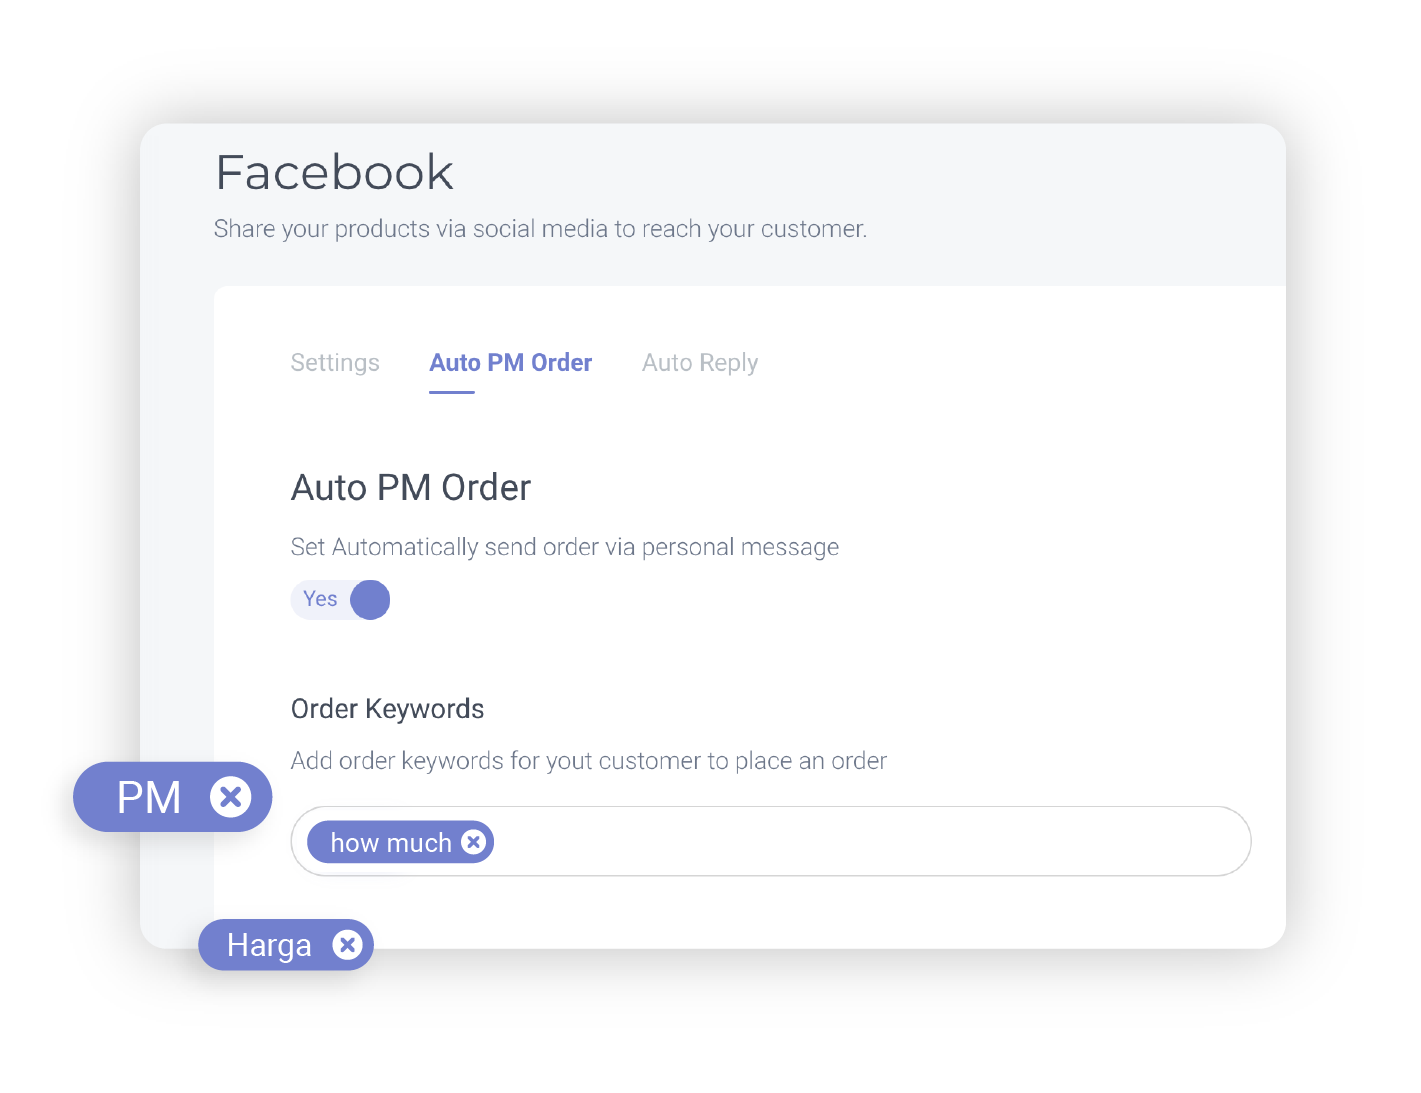 Facebook
Share your products via social media to reach your customer.
Settings Auto PM Order Auto Reply
Auto PM Order
Set Automatically send order via personal message
Yes
Order Keywords
Add order keywords for yout customer to place an order
PM
how much
Harga